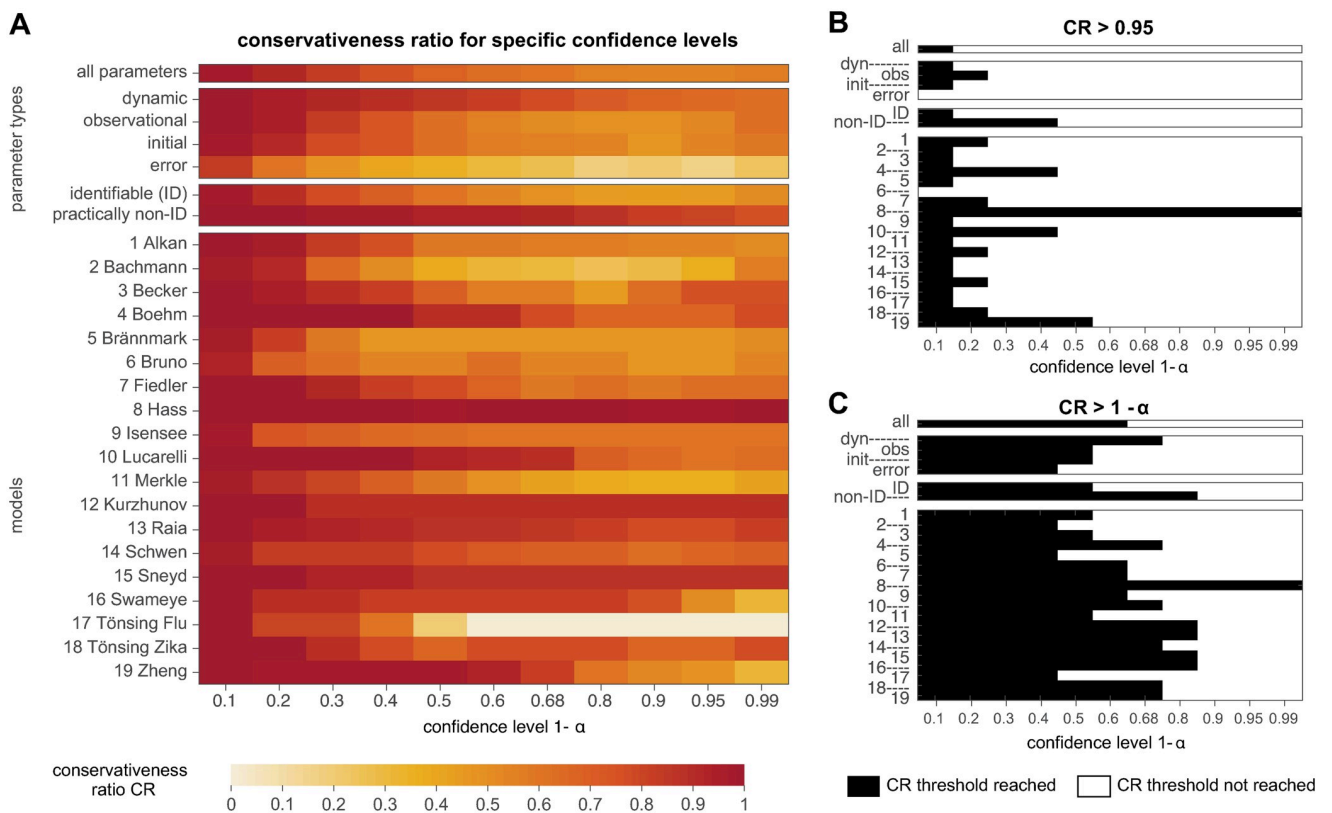 A
conservativeness ratio for specific confidence levels
parameter types
all parameters
dynamic
observational
initial
error
identifiable (ID)
practically non-ID
models
1 Alkan
2 Bachmann
3 Becker
4 Boehm
5 Brännmark
6 Bruno
7 Fiedler
8 Hass
9 Isensee
10 Lucarelli
11 Merkle
12 Kurzhunov
13 Raia
14 Schwen
15 Sneyd
16 Swameye
17 Tönsing Flu
18 Tönsing Zika
19 Zheng
0.1 0.2 0.3 0.4 0.5 0.6 0.68 0.8 0.9 0.95 0.99
confidence level 1- α
conservativeness
ratio CR
0 0.1 0.2 0.3 0.4 0.5 0.6 0.7 0.8 0.9 1
B
CR > 0.95
all
dyn-------
obs
init-------
error
ID
non-ID----
1
2----
3
4----
5
6----
7
8----
9
10----
11
12----
13
14----
15
16----
17
18----
19
0.1 0.2 0.3 0.4 0.5 0.6 0.68 0.8 0.9 0.95 0.99
confidence level 1- α
C
CR > 1 - α
all
dyn-------
obs
init-------
error
ID
non-ID----
1
2----
3
4----
5
6----
7
8----
9
10----
11
12----
13
14----
15
16----
17
18----
19
0.1 0.2 0.3 0.4 0.5 0.6 0.68 0.8 0.9 0.95 0.99
confidence level 1- α
CR threshold reached
CR threshold not reached